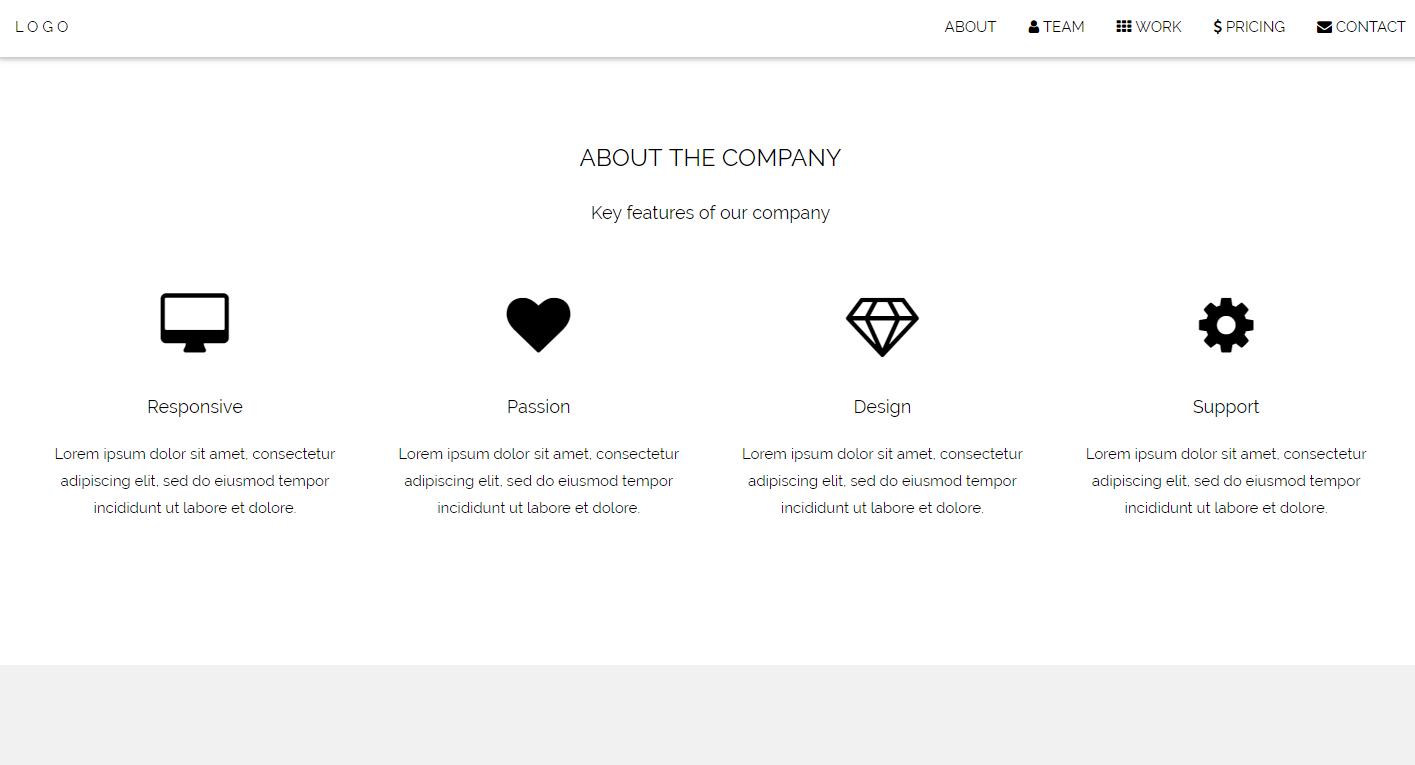 LOGO
ABOUT TEAM WORK $ PRICING CONTACT
ABOUT THE COMPANY
Key features of our company
Responsive
Lorem ipsum dolor sit amet, consectetur
adipiscing elit, sed do eiusmod tempor
incididunt ut labore et dolore.
Passion
Lorem ipsum dolor sit amet, consectetur
adipiscing elit, sed do eiusmod tempor
incididunt ut labore et dolore.
Design
Lorem ipsum dolor sit amet, consectetur
adipiscing elit, sed do eiusmod tempor
incididunt ut labore et dolore.
Support
Lorem ipsum dolor sit amet, consectetur
adipiscing elit, sed do eiusmod tempor
incididunt ut labore et dolore.